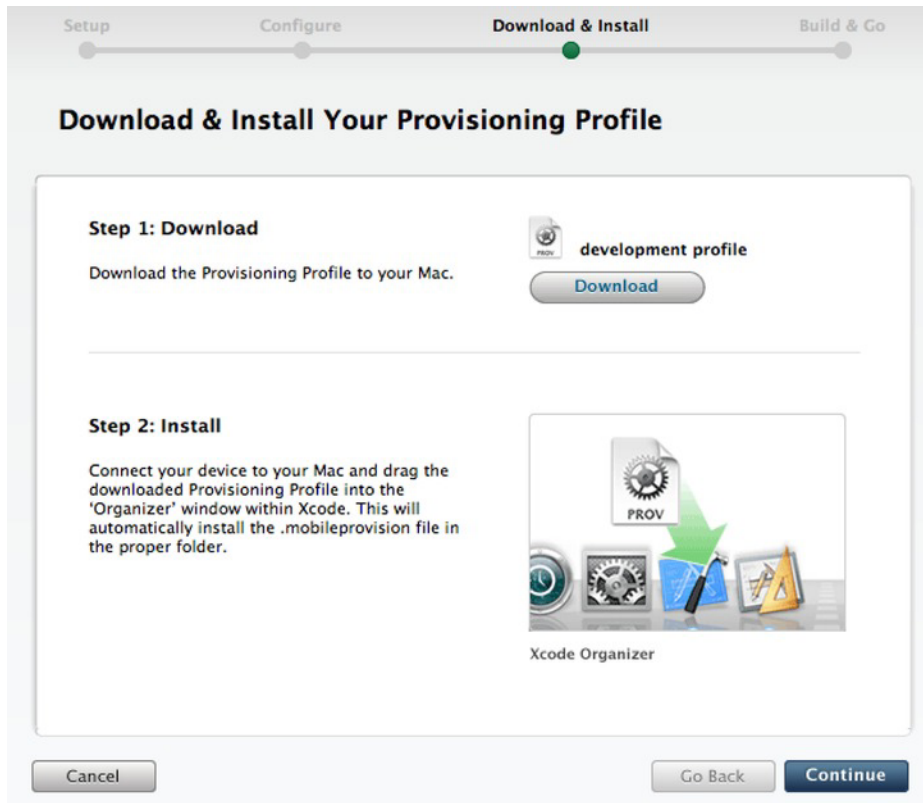 Setup Configure Download & Install Build & Go
Download & Install Your Provisioning Profile
Step 1: Download
Download the Provisioning Profile to your Mac.
PROV
development profile
Download
Step 2: Install
Connect your device to your Mac and drag the
downloaded Provisioning Profile into the
'Organizer' window within Xcode. This will
automatically install the .mobileprovision file in
the proper folder.
PROV
Xcode Organizer
Cancel Go Back Continue